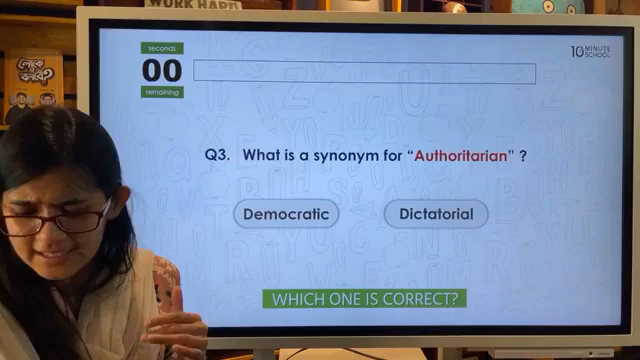 WORK HARD
seconds
00
remaining
10 MINUTE
SCHOOL
লোকে
কী
বলবে?
Q3. What is a synonym for “Authoritarian” ?
Democratic
Dictatorial
WHICH ONE IS CORRECT?